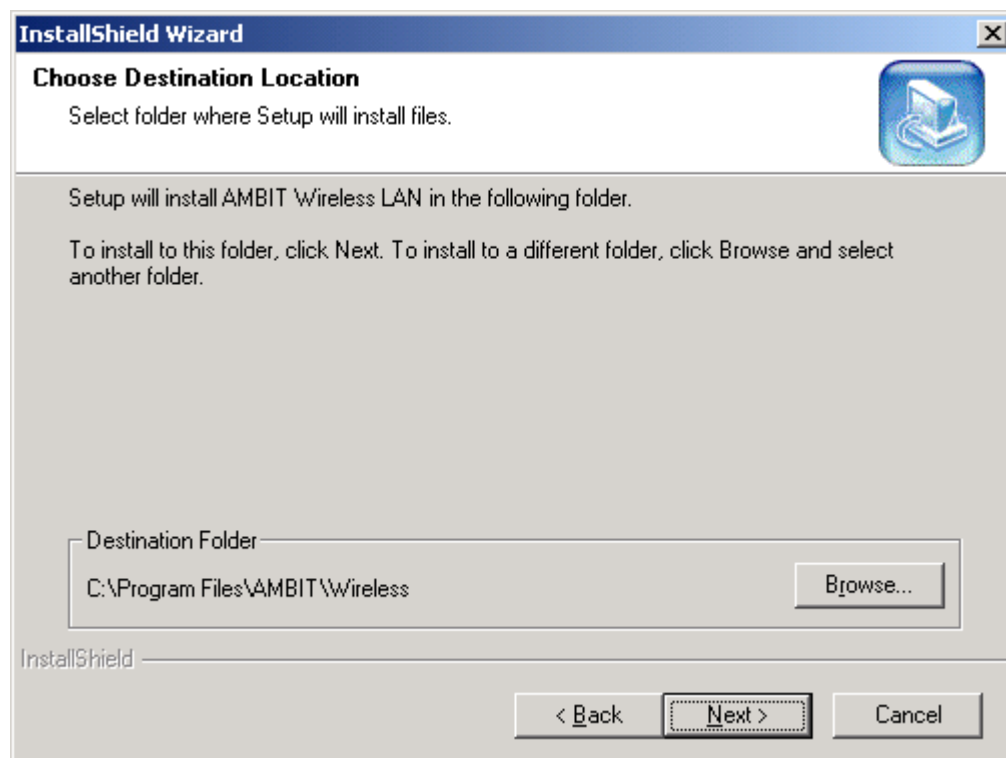 InstallShield Wizard
Choose Destination Location
Select folder where Setup will install files.
Setup will install AMBIT Wireless LAN in the following folder.
To install to this folder, click Next. To install to a different folder, click Browse and select
another folder.
Destination Folder
C:\Program Files\AMBIT\Wireless
Browse...
InstallShield
< Back
Next >
Cancel